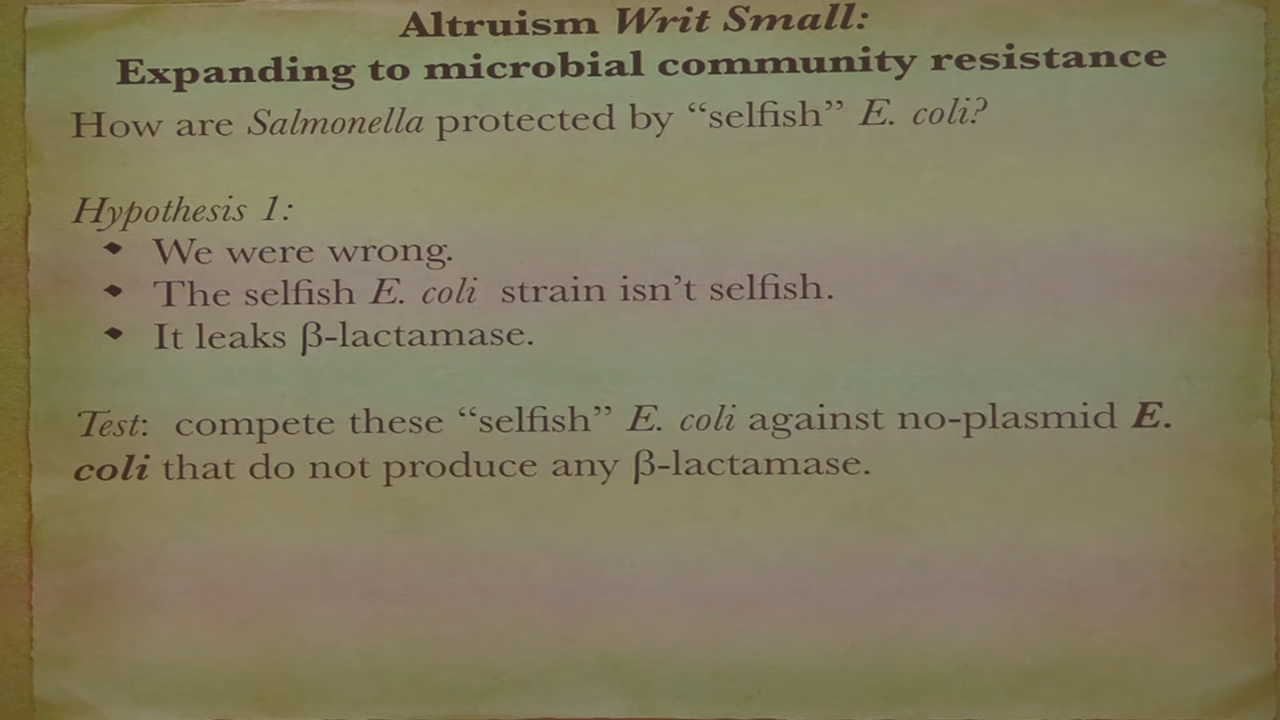 Altruism Writ Small:
Expanding to microbial community resistance
How are Salmonella protected by “selfish” E. coli?
Hypothesis 1:
◆ We were wrong.
◆ The selfish E. coli strain isn’t selfish.
◆ It leaks β-lactamase.
Test: compete these “selfish” E. coli against no-plasmid E.
coli that do not produce any β-lactamase.